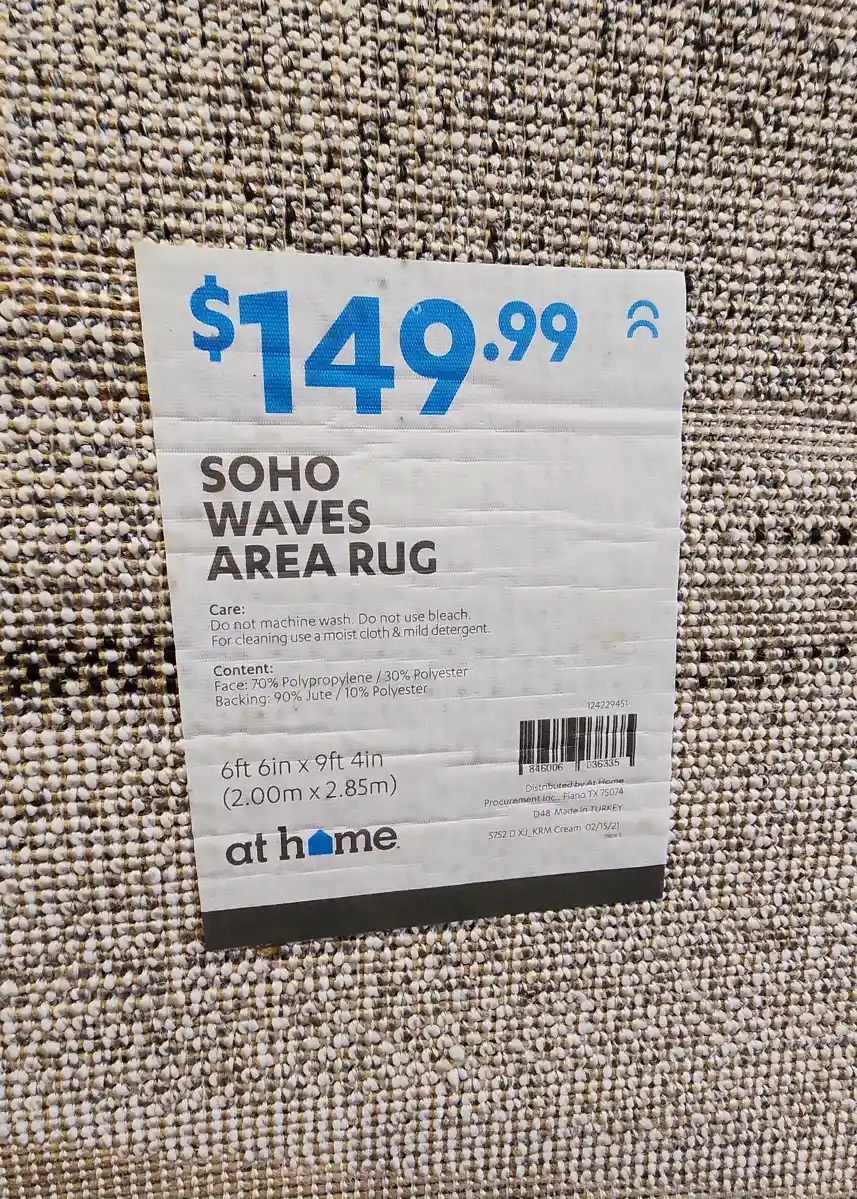 $149.99
SOHO
WAVES
AREA RUG
Care:
Do not machine wash. Do not use bleach.
For cleaning use a moist cloth & mild detergent.
Content:
Face: 70% Polypropylene / 30% Polyester
Backing: 90% Jute / 10% Polyester
124229451
846006 036335
6ft 6in x 9ft 4in
(2.00m x 2.85m)
Distributed by At Home
Procurement Inc., Plano, TX 75074
D48 Made in TURKEY
5752 D XJ_KRM Cream 02/15/21
at home